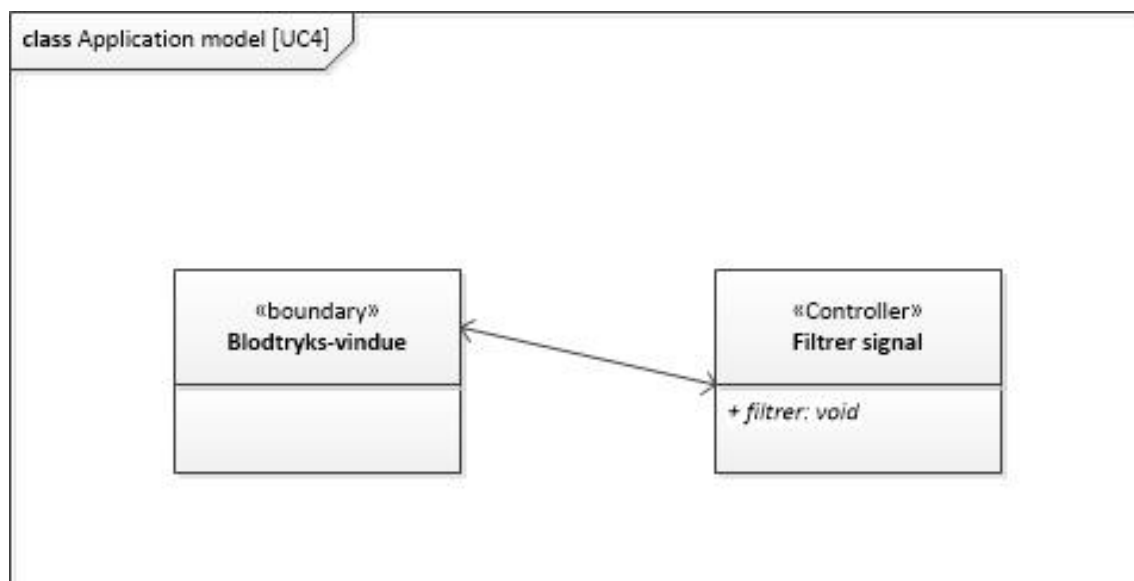 class Application model [UC4]
«boundary»
Blodtryks-vindue
«Controller»
Filtrer signal
+ filtrer: void